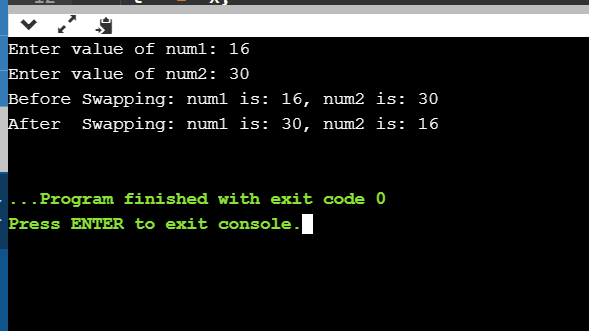 Enter value of num1: 16
Enter value of num2: 30
Before Swapping: num1 is: 16, num2 is: 30
After  Swapping: num1 is: 30, num2 is: 16
...Program finished with exit code 0
Press ENTER to exit console.